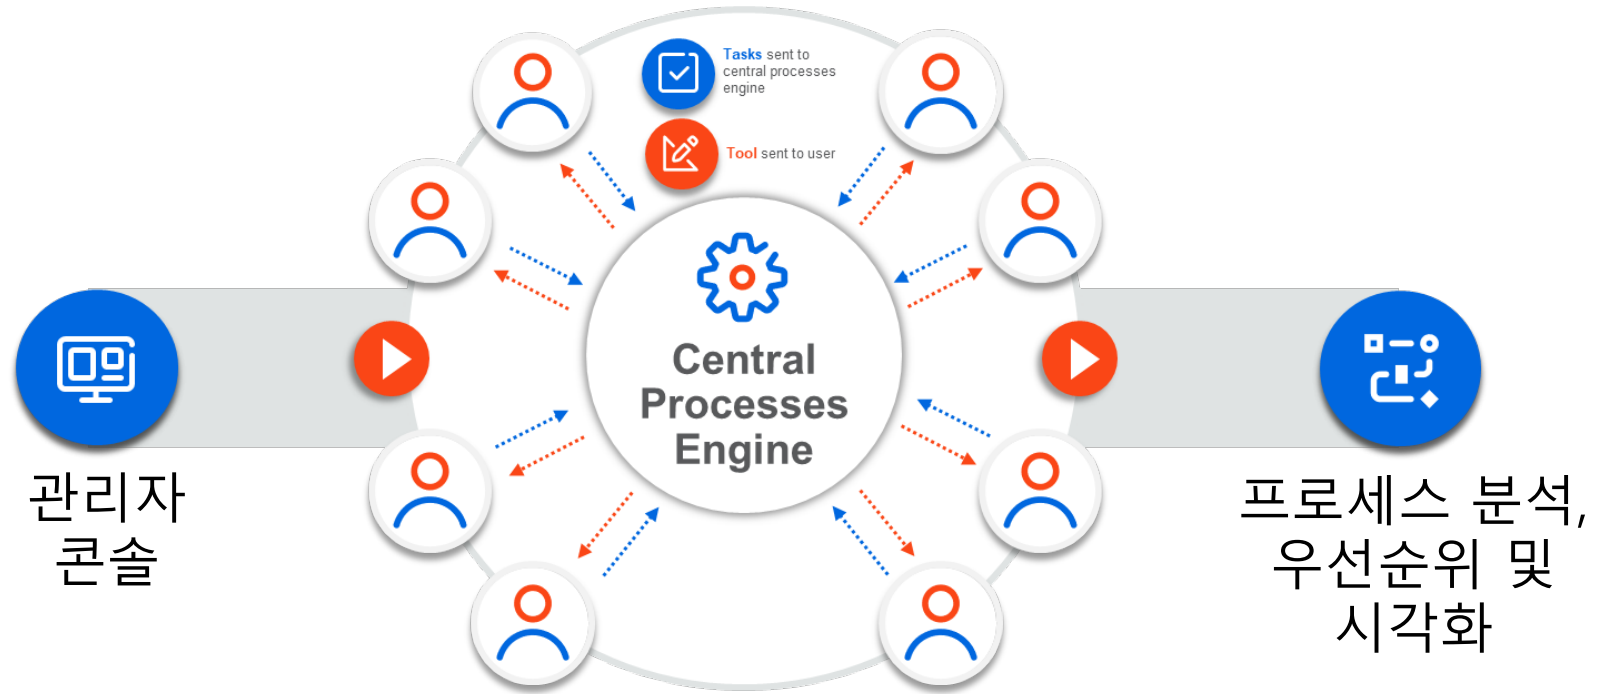 Tasks sent to
central processes
engine
Tool sent to user
Central
Processes
Engine
관리자
콘솔
프로세스 분석,
우선순위 및
시각화